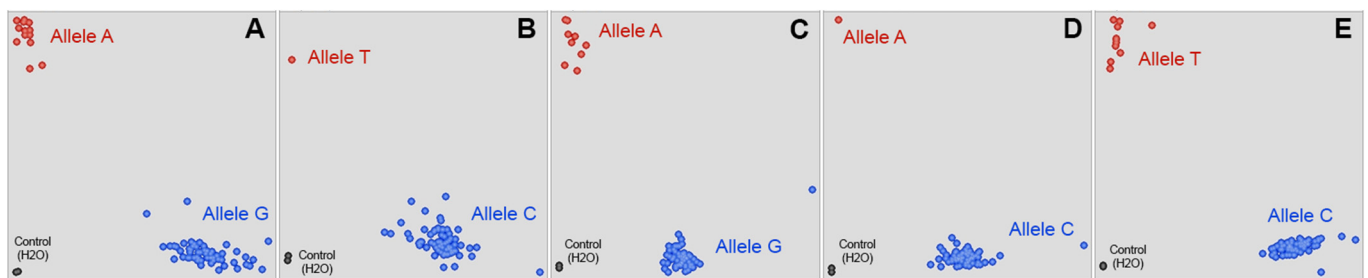 A
Allele A
Allele G
Control
(H2O)
B
Allele T
Allele C
Control
(H2O)
C
Allele A
Allele G
Control
(H2O)
D
Allele A
Allele C
Control
(H2O)
E
Allele T
Allele C
Control
(H2O)